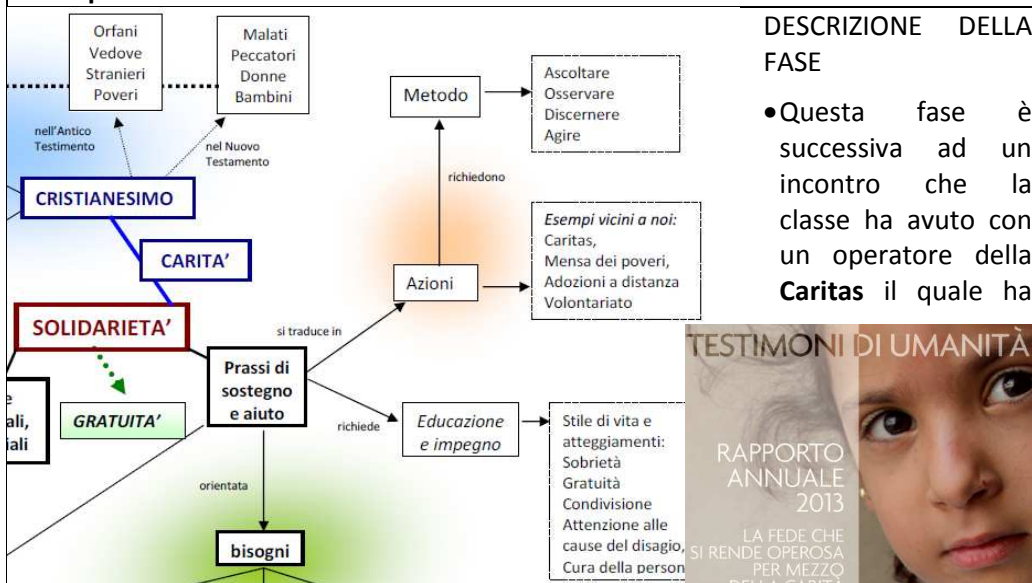 Orfani
Vedove
Stranieri
Poveri
Malati
Peccatori
Donne
Bambini
nell'Antico
Testimento
nel Nuovo
Testamento
CRISTIANESIMO
CARITA'
SOLIDARIETA'
GRATUITA'
ali,
iali
Prassi di
sostegno
e aiuto
si traduce in
richiede
orientata
bisogni
Azioni
richiedono
Metodo
Ascoltare
Osservare
Discernere
Agire
Esempi vicini a noi:
Caritas,
Mensa dei poveri,
Adozioni a distanza
Volontariato
Educazione
e impegno
Stile di vita e
atteggiamenti:
Sobrietà
Gratuità
Condivisione
Attenzione alle
cause del disagio,
Cura della person
DESCRIZIONE DELLA
FASE
•Questa fase è
successiva ad un
incontro che la
classe ha avuto con
un operatore della
Caritas il quale ha
TESTIMONI DI UMANITÀ
RAPPORTO
ANNUALE
2013
LA FEDE CHE
SI RENDE OPEROSA
PER MEZZO
DELLA CARITÀ